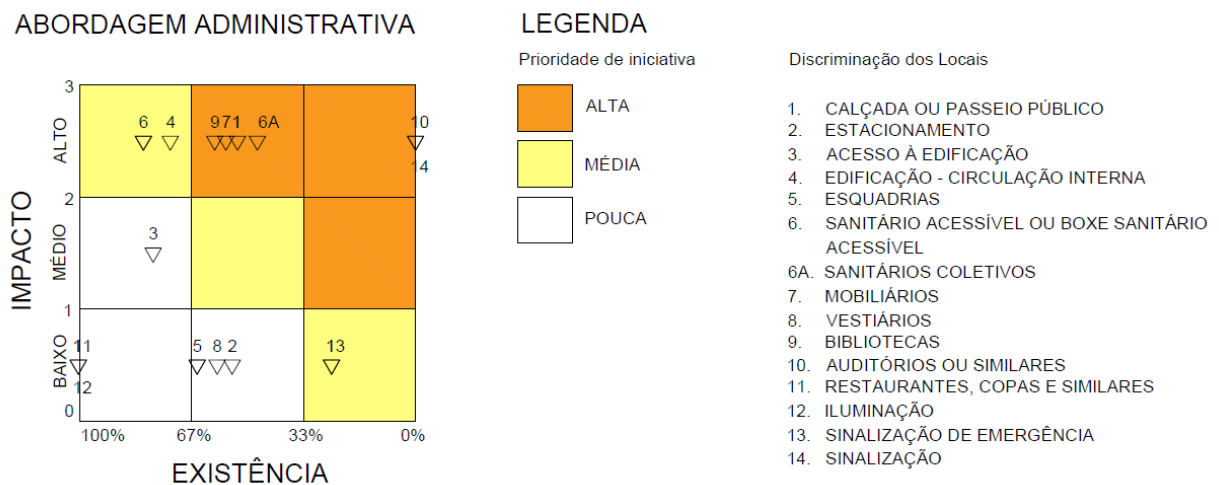 ABORDAGEM ADMINISTRATIVA
IMPACTO
ALTO
MÉDIO
BAIXO
3
2
1
0
6 4 9 7 1 6A 10
14
3
11 5 8 2 13
12
100% 67% 33% 0%
EXISTÊNCIA
LEGENDA
Prioridade de iniciativa
ALTA
MÉDIA
POUCA
Discriminação dos Locais
1. CALÇADA OU PASSEIO PÚBLICO
2. ESTACIONAMENTO
3. ACESSO À EDIFICAÇÃO
4. EDIFICAÇÃO - CIRCULAÇÃO INTERNA
5. ESQUADRIAS
6. SANITÁRIO ACESSÍVEL OU BOXE SANITÁRIO
ACESSÍVEL
6A. SANITÁRIOS COLETIVOS
7. MOBILIÁRIOS
8. VESTIÁRIOS
9. BIBLIOTECAS
10. AUDITÓRIOS OU SIMILARES
11. RESTAURANTES, COPAS E SIMILARES
12. ILUMINAÇÃO
13. SINALIZAÇÃO DE EMERGÊNCIA
14. SINALIZAÇÃO